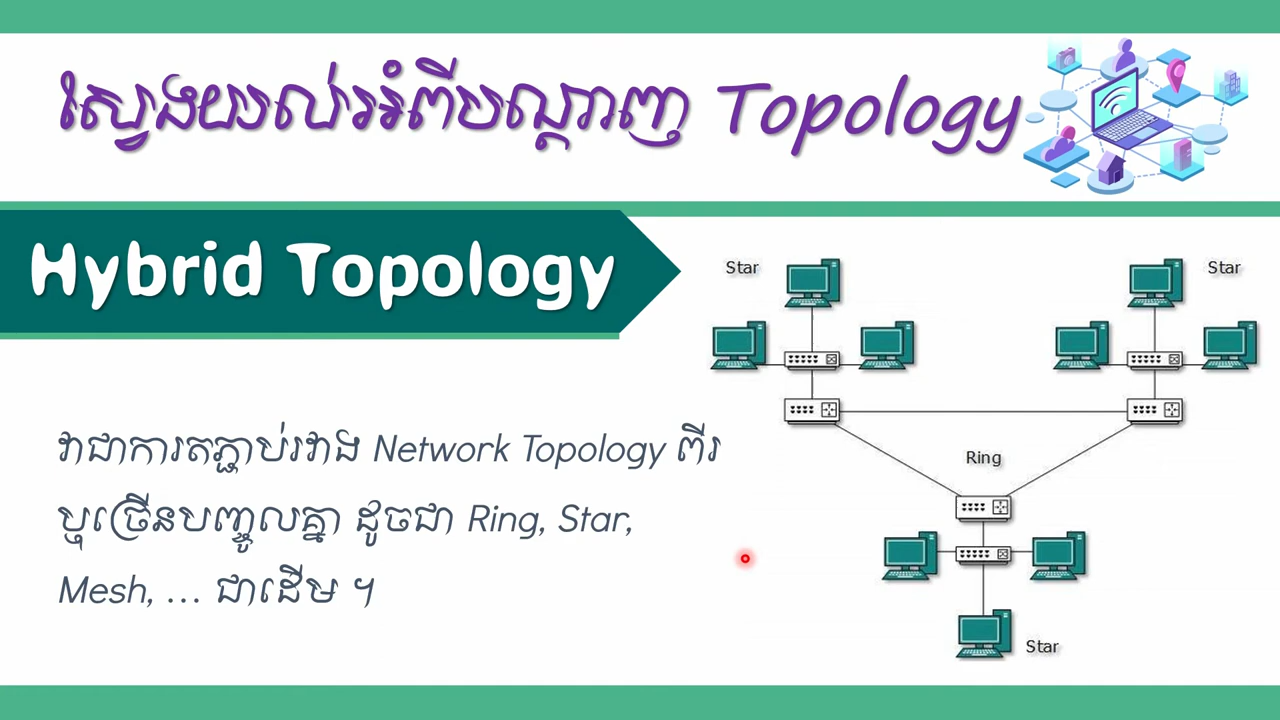 ស្វែងយល់អំពីបណ្តាញ Topology
Hybrid Topology
វាជាការតភ្ជាប់រវាង Network Topology ពីរ
ឬច្រើនបញ្ចូលគ្នា ដូចជា Ring, Star,
Mesh, … ជាដើម ។
Star
Star
Ring
Star